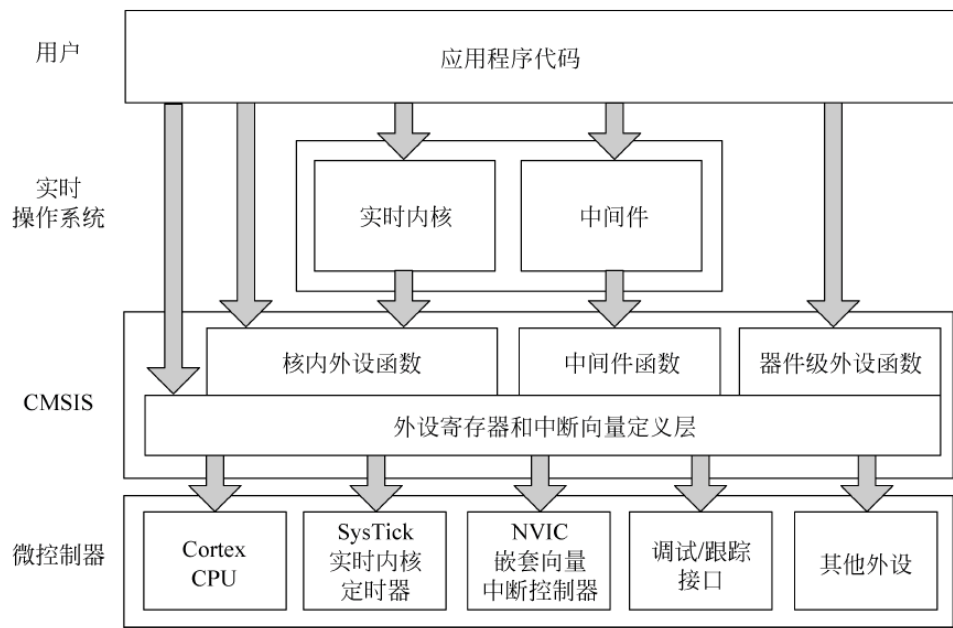 用户
应用程序代码
实时
操作系统
实时内核
中间件
核内外设函数
中间件函数
器件级外设函数
CMSIS
外设寄存器和中断向量定义层
微控制器
Cortex
CPU
SysTick
实时内核
定时器
NVIC
嵌套向量
中断控制器
调试/跟踪
接口
其他外设